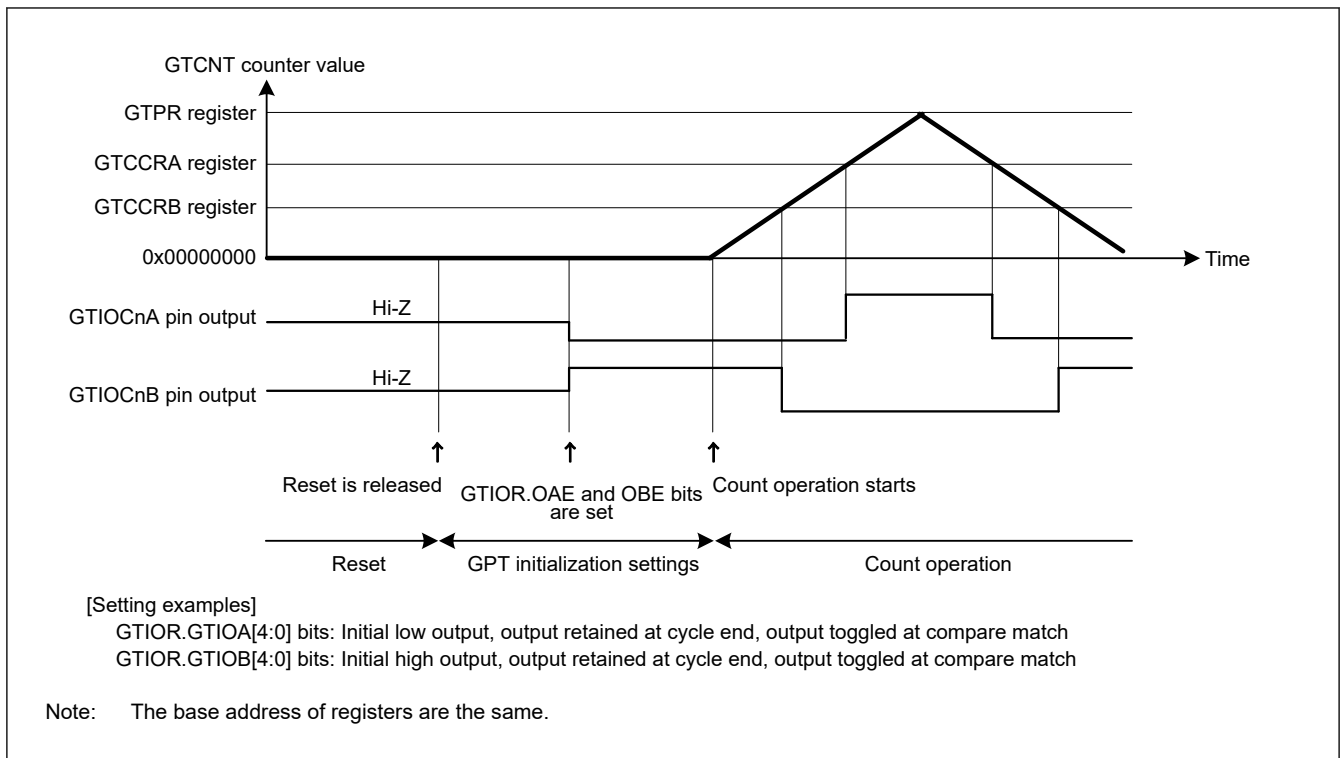 GTCNT counter value
GTPR register
GTCCRA register
GTCCRB register
0x00000000
Time
Hi-Z
GTIOCnA pin output
Hi-Z
GTIOCnB pin output
Reset is released
GTIOR.OAE and OBE bits
are set
Count operation starts
Reset
GPT initialization settings
Count operation
[Setting examples]
GTIOR.GTIOA[4:0] bits: Initial low output, output retained at cycle end, output toggled at compare match
GTIOR.GTIOB[4:0] bits: Initial high output, output retained at cycle end, output toggled at compare match
Note: The base address of registers are the same.